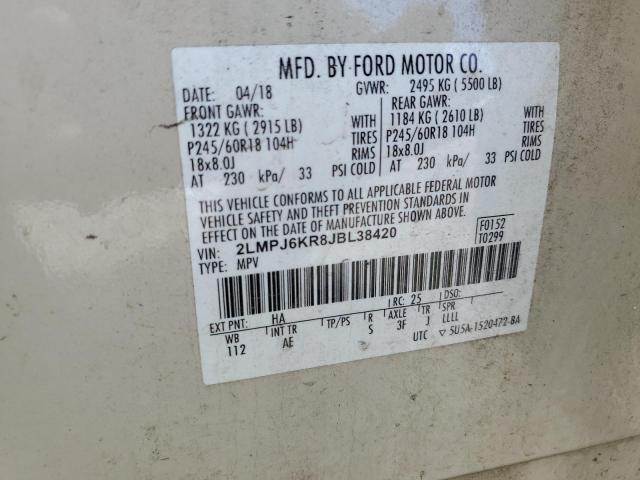 MFD. BY FORD MOTOR CO.
DATE: 04/18 GVWR: 2495 KG ( 5500 LB)
FRONT GAWR: REAR GAWR:
1322 KG ( 2915 LB) WITH 1184 KG ( 2610 LB) WITH
P245/60R18 104H TIRES P245/60R18 104H TIRES
18x8.0J RIMS 18x8.0J RIMS
AT 230 kPa/ 33 PSI COLD AT 230 kPa/ 33 PSI COLD
THIS VEHICLE CONFORMS TO ALL APPLICABLE FEDERAL MOTOR
VEHICLE SAFETY AND THEFT PREVENTION STANDARDS IN
EFFECT ON THE DATE OF MANUFACTURE SHOWN ABOVE.
VIN: 2LMPJ6KR8JBL38420 F0152
TYPE: MPV T0299
EXT PNT: HA RC: 25 DSO:
WB INT TR TP/PS R AXLE TR SPR
112 AE S 3F J LLLL
UTC ▽ 5U5A-1520472-BA